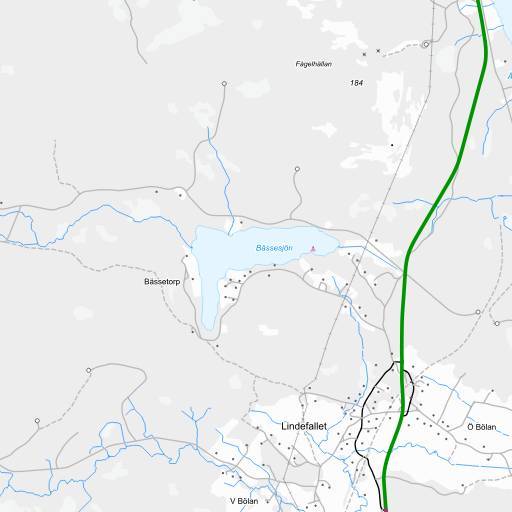 Fågelhällan
184
Bässesjön
Bässetorp
Lindefallet
Ö Bölan
V Bölan